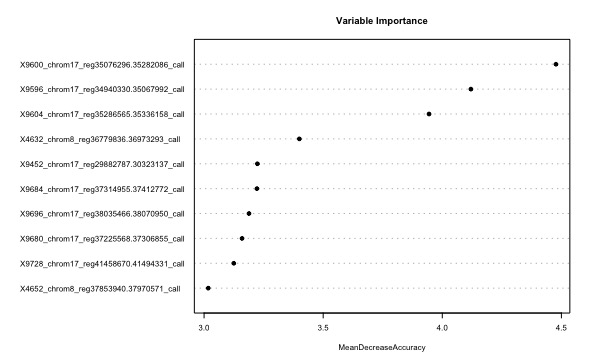 Variable Importance
X9600_chrom17_reg35076296.35282086_call
X9596_chrom17_reg34940330.35067992_call
X9604_chrom17_reg35286565.35336158_call
X4632_chrom8_reg36779836.36973293_call
X9452_chrom17_reg29882787.30323137_call
X9684_chrom17_reg37314955.37412772_call
X9696_chrom17_reg38035466.38070950_call
X9680_chrom17_reg37225568.37306855_call
X9728_chrom17_reg41458670.41494331_call
X4652_chrom8_reg37853940.37970571_call
3.0 3.5 4.0 4.5
MeanDecreaseAccuracy